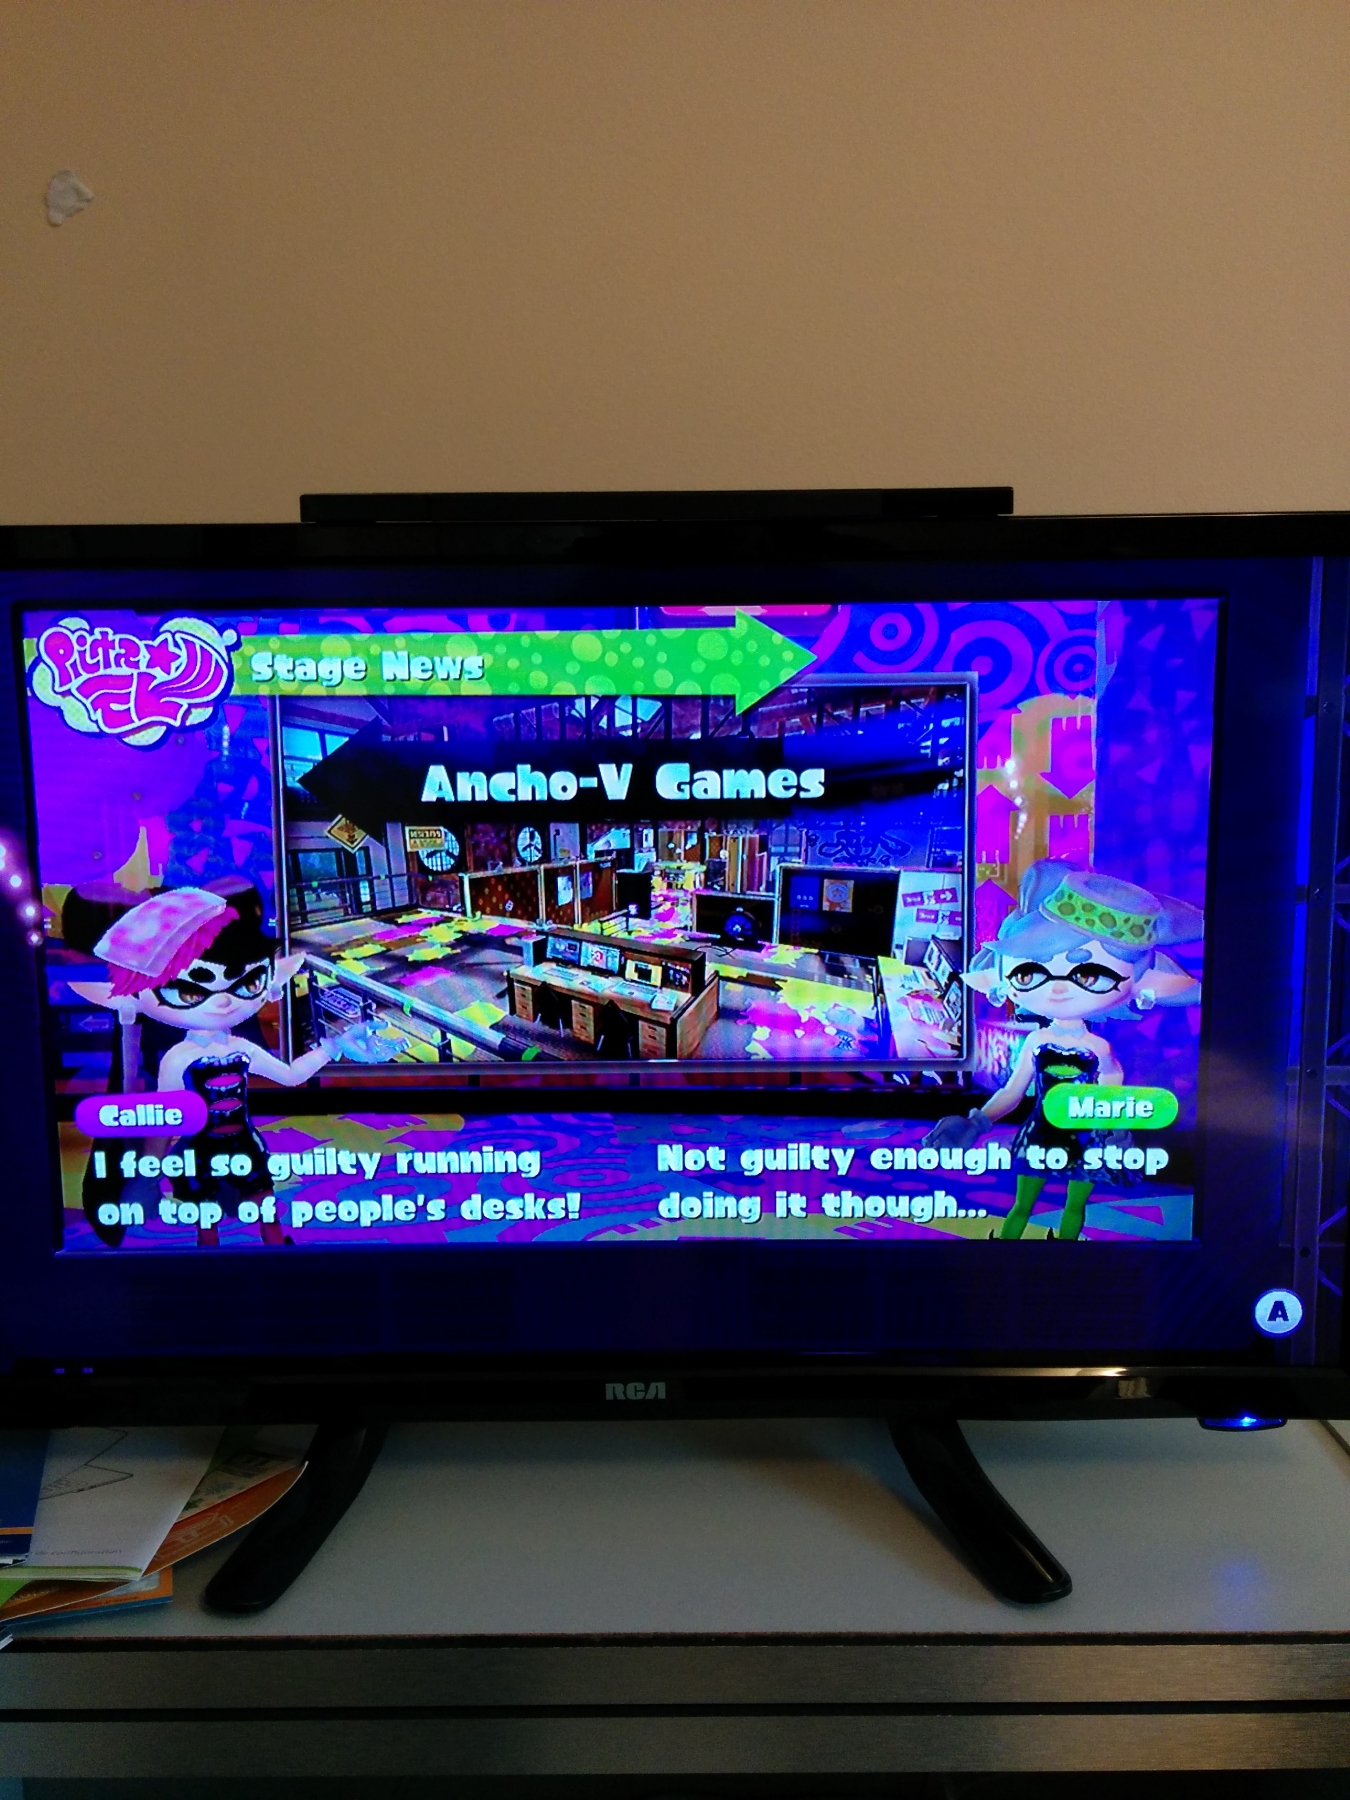 Stage News
Ancho-V Games
Callie
I feel so guilty running
on top of people's desks!
Marie
Not guilty enough to stop
doing it though...
A
RCA